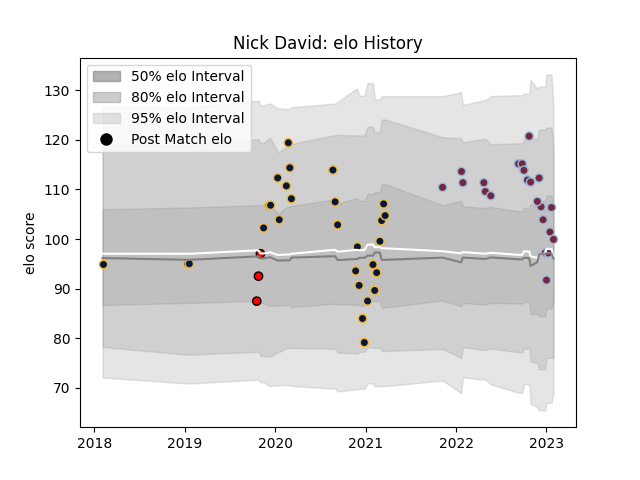 Nick David: elo History
50% elo Interval
80% elo Interval
95% elo Interval
Post Match elo
elo score
130
120
110
100
90
80
70
2018
2019
2020
2021
2022
2023